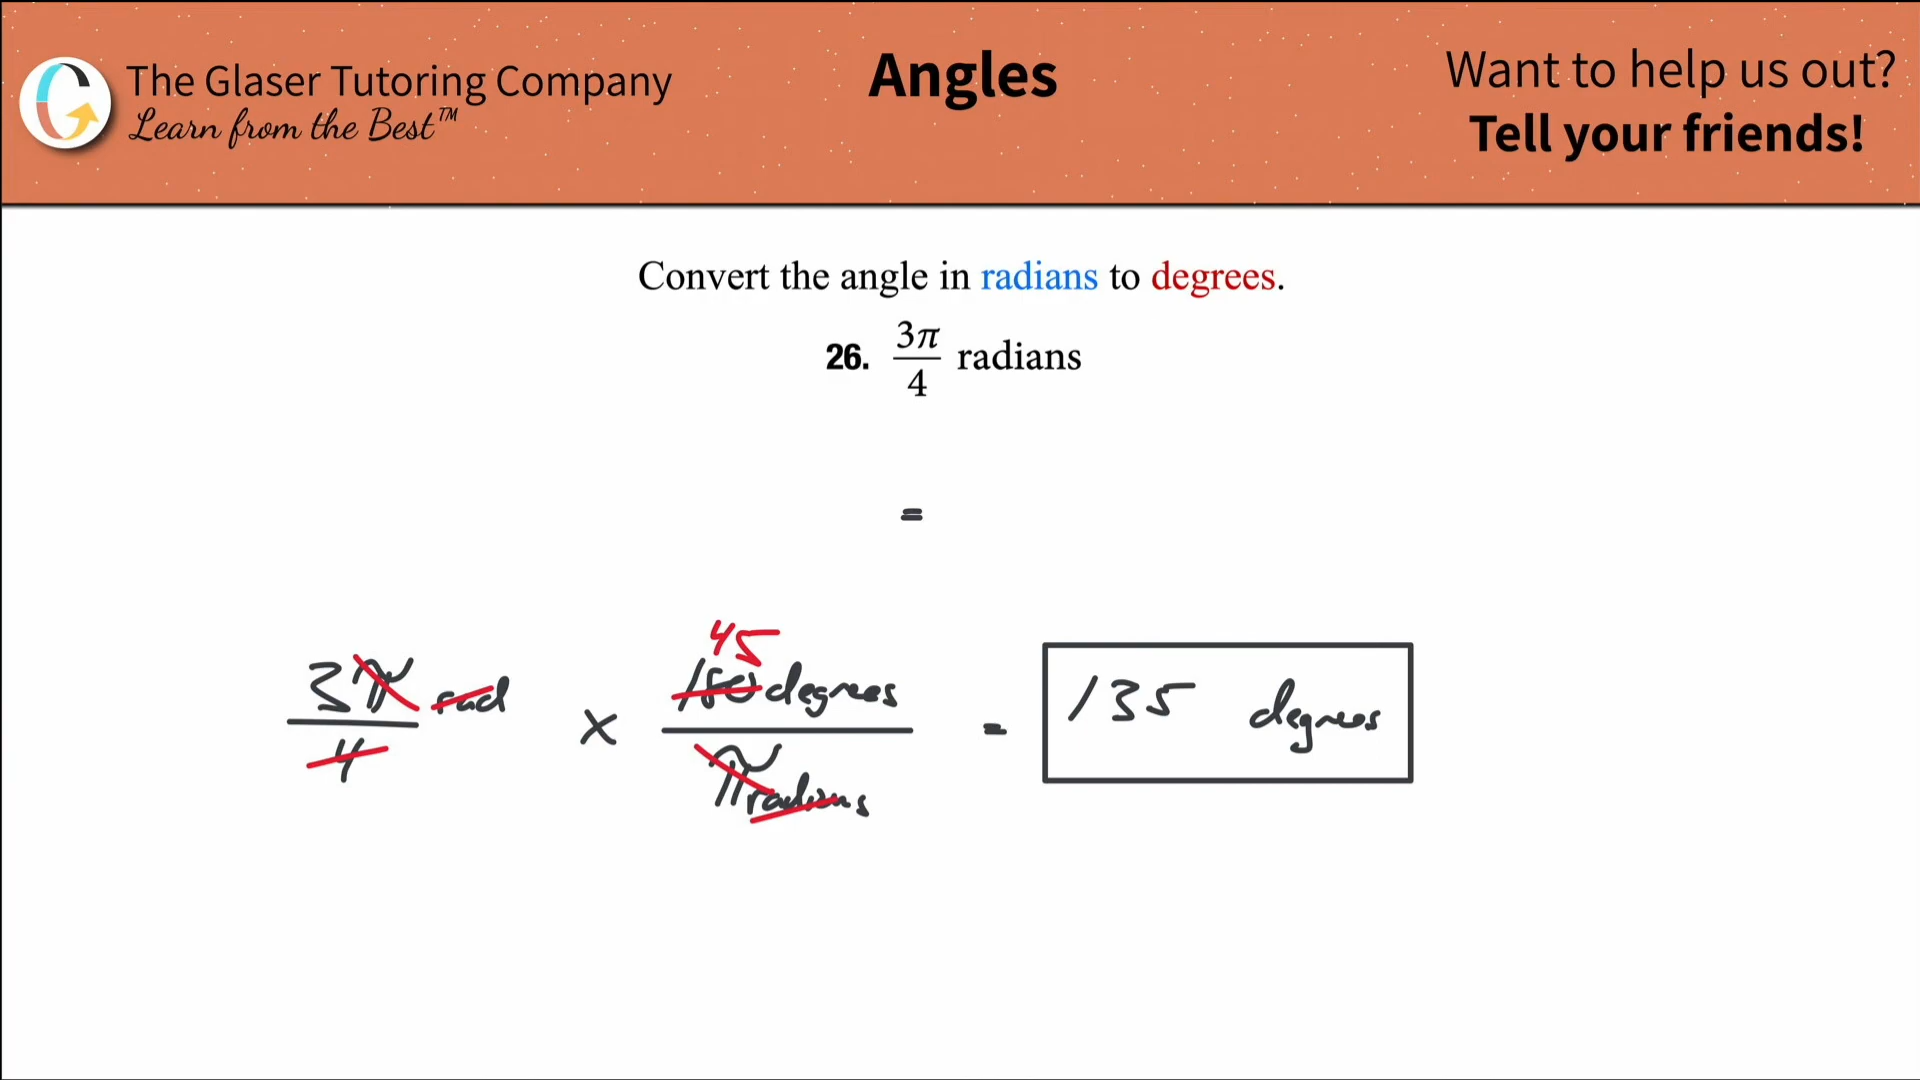 The Glaser Tutoring Company
Learn from the Best™
Angles
Want to help us out?
Tell your friends!
Convert the angle in radians to degrees.
26. 3π/4 radians
=
45
3π rad / 4 × 180 degrees / π radians = 135 degrees